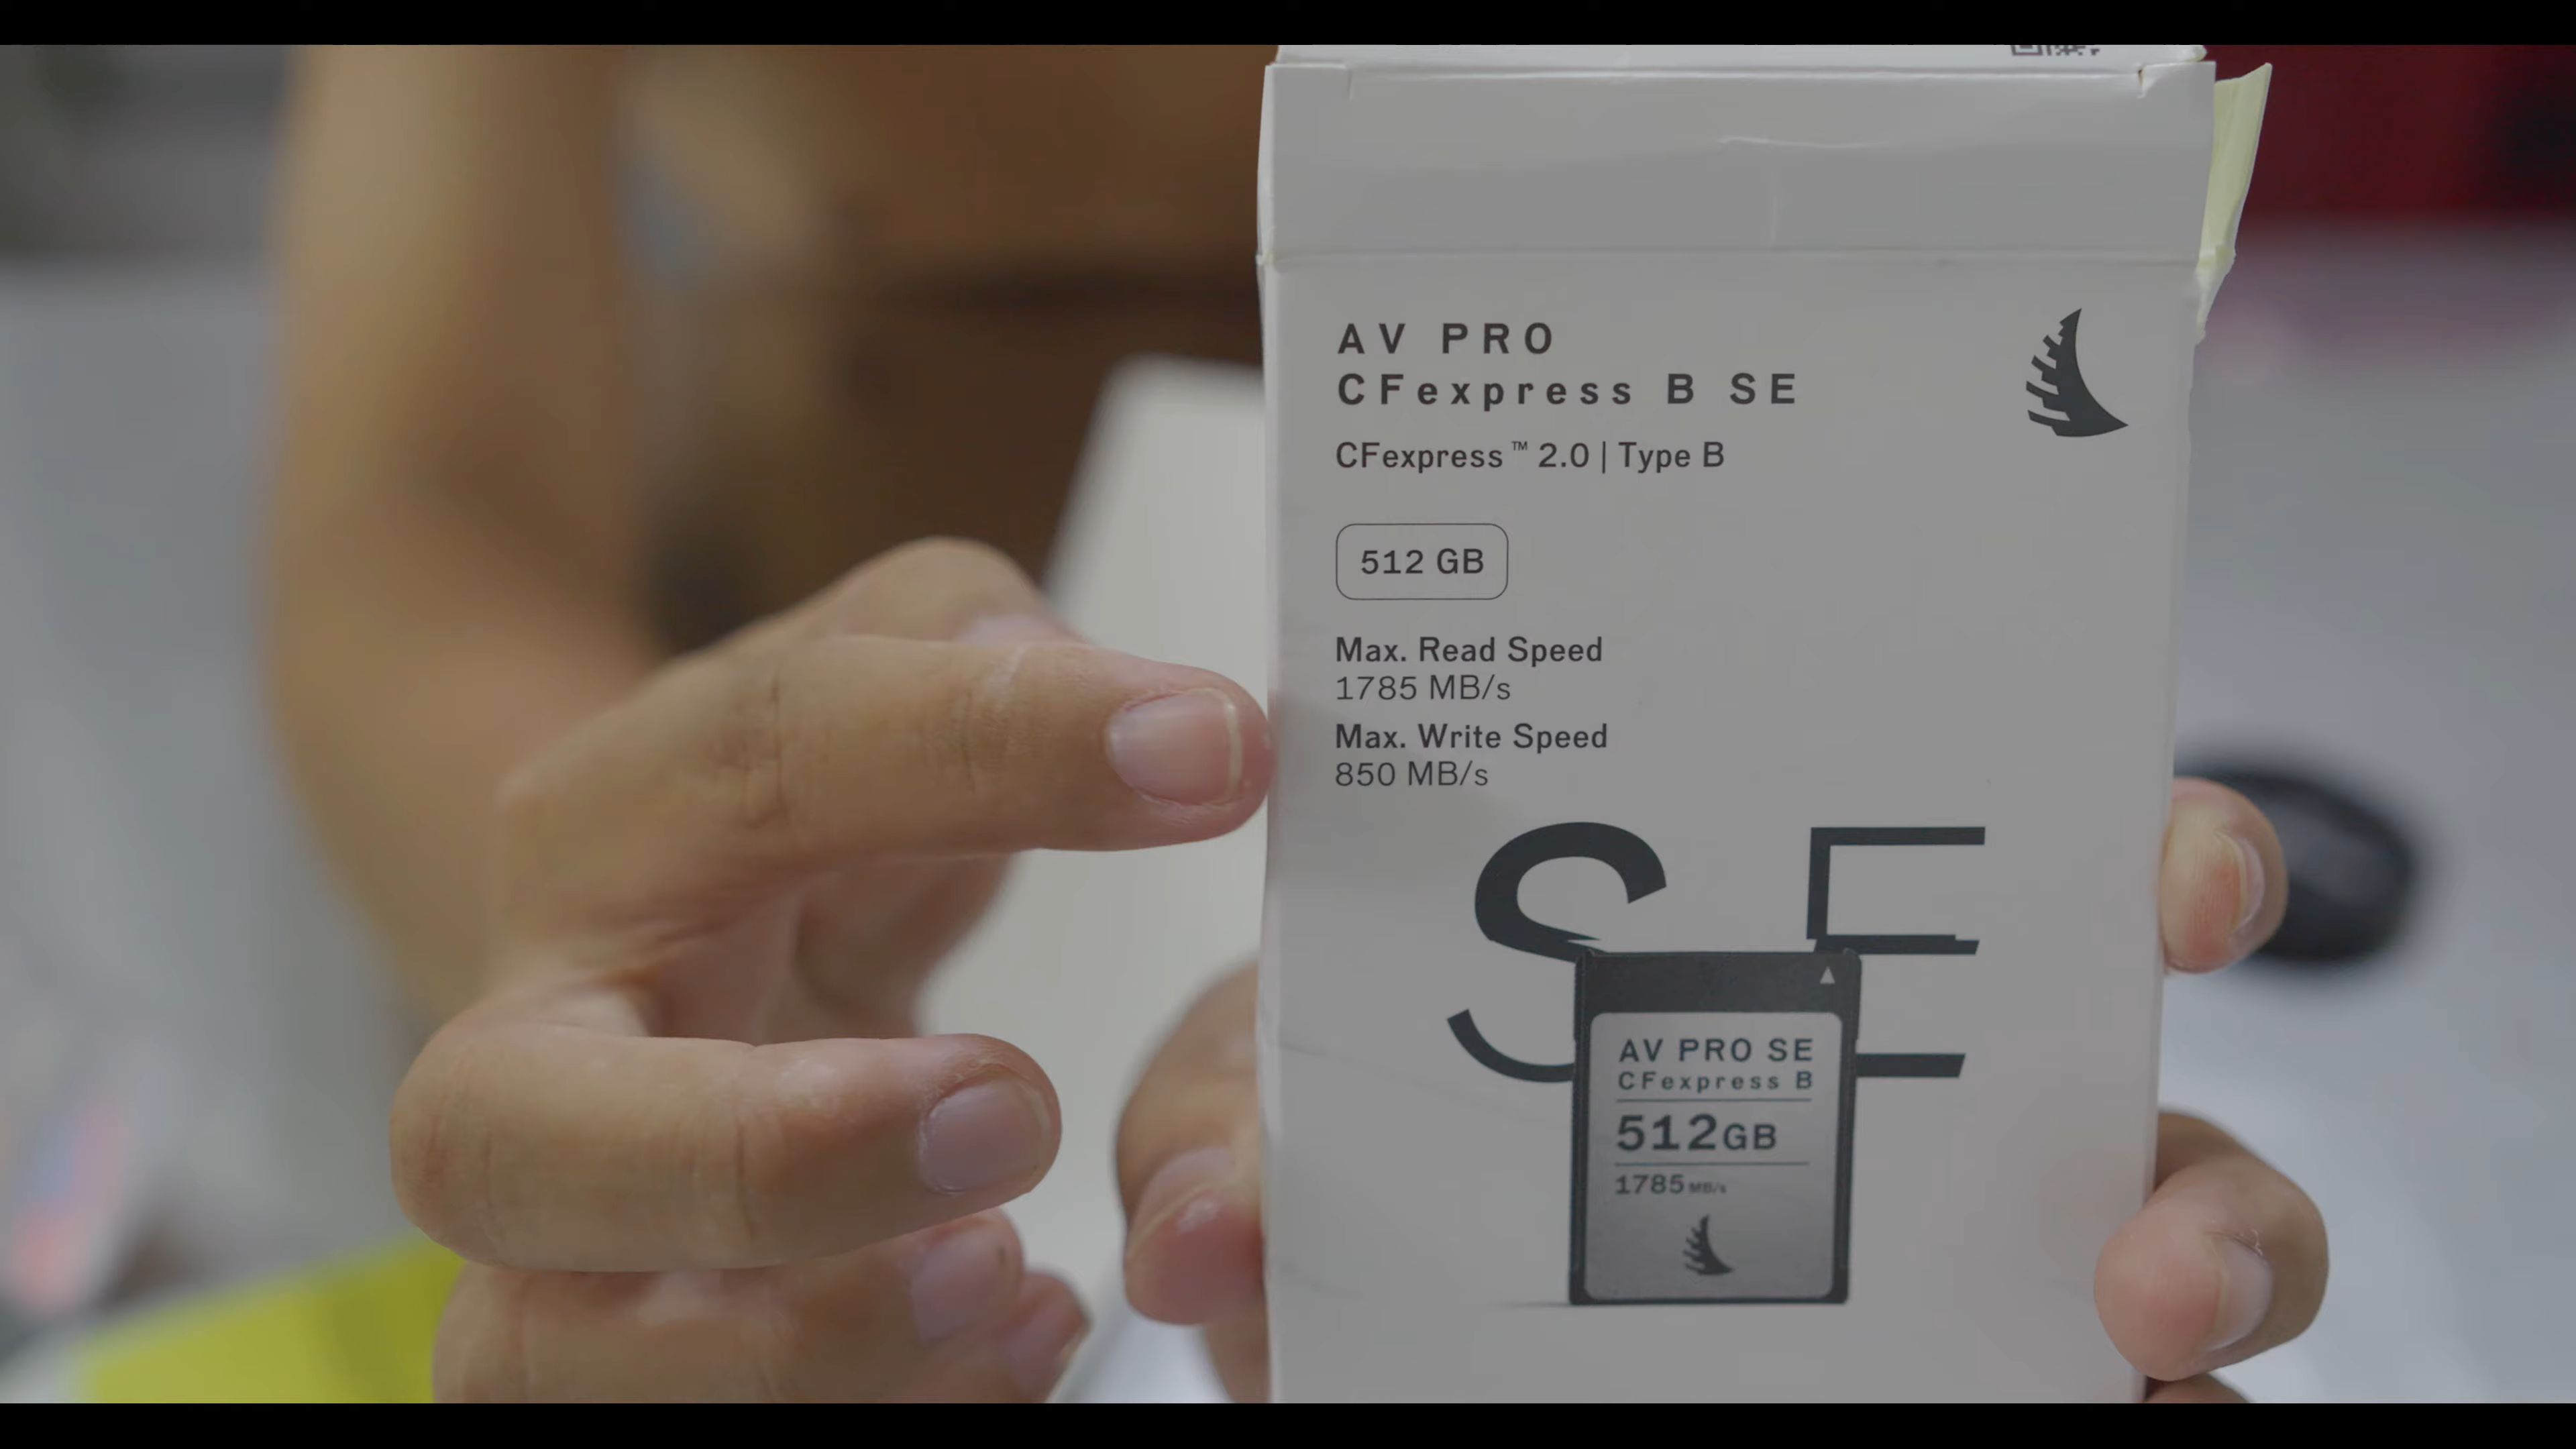 AV PRO
CFexpress B SE
CFexpress™ 2.0 | Type B
512 GB
Max. Read Speed
1785 MB/s
Max. Write Speed
850 MB/s
SE
AV PRO SE
CFexpress B
512GB
1785 MB/s